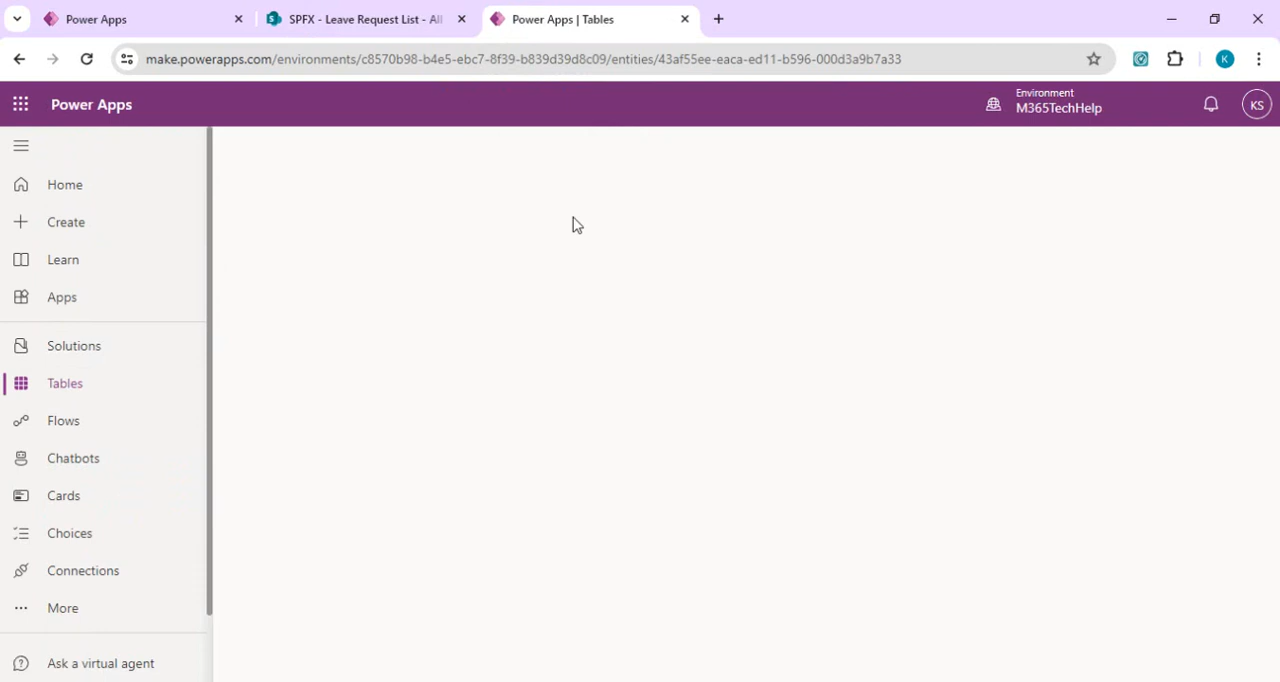 Power Apps
SPFX - Leave Request List - All
Power Apps | Tables
make.powerapps.com/environments/c8570b98-b4e5-ebc7-8f39-b839d39d8c09/entities/43af55ee-eaca-ed11-b596-000d3a9b7a33
K
Power Apps
Environment
M365TechHelp
KS
Home
Create
Learn
Apps
Solutions
Tables
Flows
Chatbots
Cards
Choices
Connections
More
Ask a virtual agent